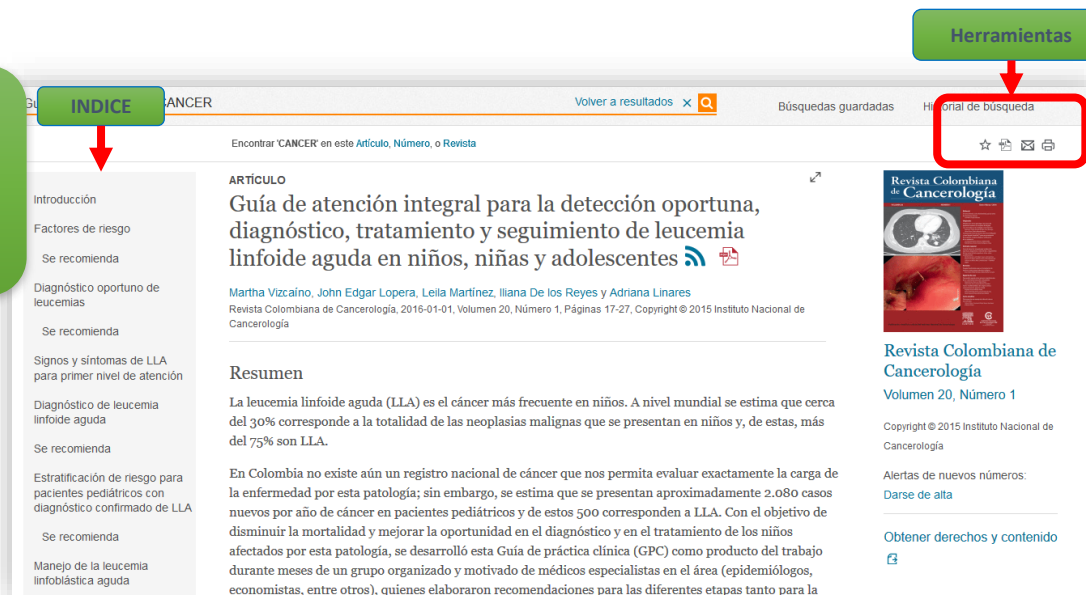 Herramientas
INDICE
ANCER
Volver a resultados
Búsquedas guardadas
Historial de búsqueda
Encontrar 'CANCER' en este Artículo, Número, o Revista
Introducción
Factores de riesgo
Se recomienda
Diagnóstico oportuno de
leucemias
Se recomienda
Signos y síntomas de LLA
para primer nivel de atención
Diagnóstico de leucemia
linfoide aguda
Se recomienda
Estratificación de riesgo para
pacientes pediátricos con
diagnóstico confirmado de LLA
Se recomienda
Manejo de la leucemia
linfoblástica aguda
ARTÍCULO
Guía de atención integral para la detección oportuna,
diagnóstico, tratamiento y seguimiento de leucemia
linfoide aguda en niños, niñas y adolescentes
Martha Vizcaíno, John Edgar Lopera, Leila Martínez, Iliana De los Reyes y Adriana Linares
Revista Colombiana de Cancerología, 2016-01-01, Volumen 20, Número 1, Páginas 17-27, Copyright © 2015 Instituto Nacional de
Cancerología
Resumen
La leucemia linfoide aguda (LLA) es el cáncer más frecuente en niños. A nivel mundial se estima que cerca
del 30% corresponde a la totalidad de las neoplasias malignas que se presentan en niños y, de estas, más
del 75% son LLA.
En Colombia no existe aún un registro nacional de cáncer que nos permita evaluar exactamente la carga de
la enfermedad por esta patología; sin embargo, se estima que se presentan aproximadamente 2.080 casos
nuevos por año de cáncer en pacientes pediátricos y de estos 500 corresponden a LLA. Con el objetivo de
disminuir la mortalidad y mejorar la oportunidad en el diagnóstico y en el tratamiento de los niños
afectados por esta patología, se desarrolló esta Guía de práctica clínica (GPC) como producto del trabajo
durante meses de un grupo organizado y motivado de médicos especialistas en el área (epidemiólogos,
economistas, entre otros), quienes elaboraron recomendaciones para las diferentes etapas tanto para la
Revista Colombiana
de Cancerología
Revista Colombiana de
Cancerología
Volumen 20, Número 1
Copyright © 2015 Instituto Nacional de
Cancerología
Alertas de nuevos números:
Darse de alta
Obtener derechos y contenido